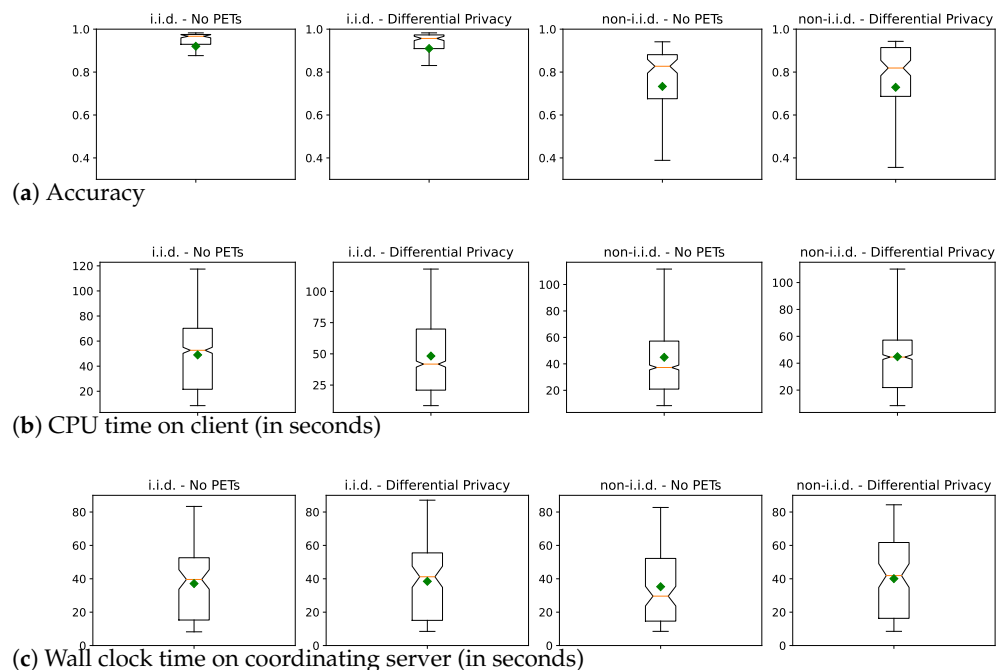 i.i.d. - No PETs i.i.d. - Differential Privacy non-i.i.d. - No PETs non-i.i.d. - Differential Privacy
1.0 1.0 1.0 1.0
0.8 0.8 0.8 0.8
0.6 0.6 0.6 0.6
0.4 0.4 0.4 0.4
(a) Accuracy
i.i.d. - No PETs i.i.d. - Differential Privacy non-i.i.d. - No PETs non-i.i.d. - Differential Privacy
120
100 100 100 100
80 75 80 80
60 50 60 60
40 25 40 40
20 20 20
(b) CPU time on client (in seconds)
i.i.d. - No PETs i.i.d. - Differential Privacy non-i.i.d. - No PETs non-i.i.d. - Differential Privacy
80 80 80 80
60 60 60 60
40 40 40 40
20 20 20 20
0 0 0 0
(c) Wall clock time on coordinating server (in seconds)